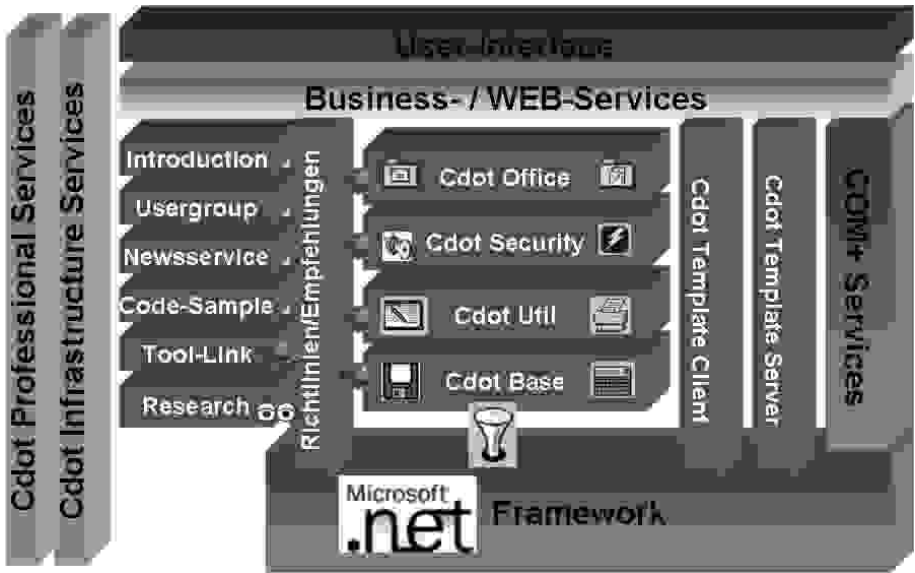 User-Interface
Business- / WEB-Services
Cdot Professional Services
Cdot Infrastructure Services
Introduction
Usergroup
Newsservice
Code-Sample
Tool-Link
Research
Richtlinien/Empfehlungen
Cdot Office
Cdot Security
Cdot Util
Cdot Base
Cdot Template Client
Cdot Template Server
COM+ Services
Microsoft
.net
Framework